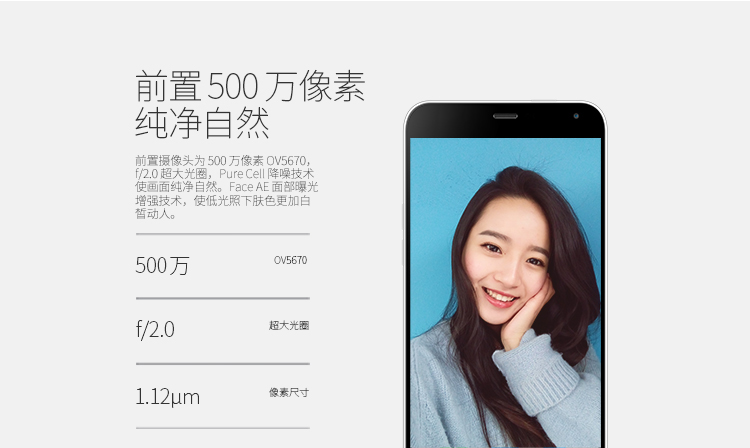 前置 500 万像素
纯净自然
前置摄像头为 500 万像素 OV5670，
f/2.0 超大光圈，Pure Cell 降噪技术
使画面纯净自然。Face AE 面部曝光
增强技术，使低光照下肤色更加白
皙动人。
500 万 OV5670
f/2.0 超大光圈
1.12μm 像素尺寸